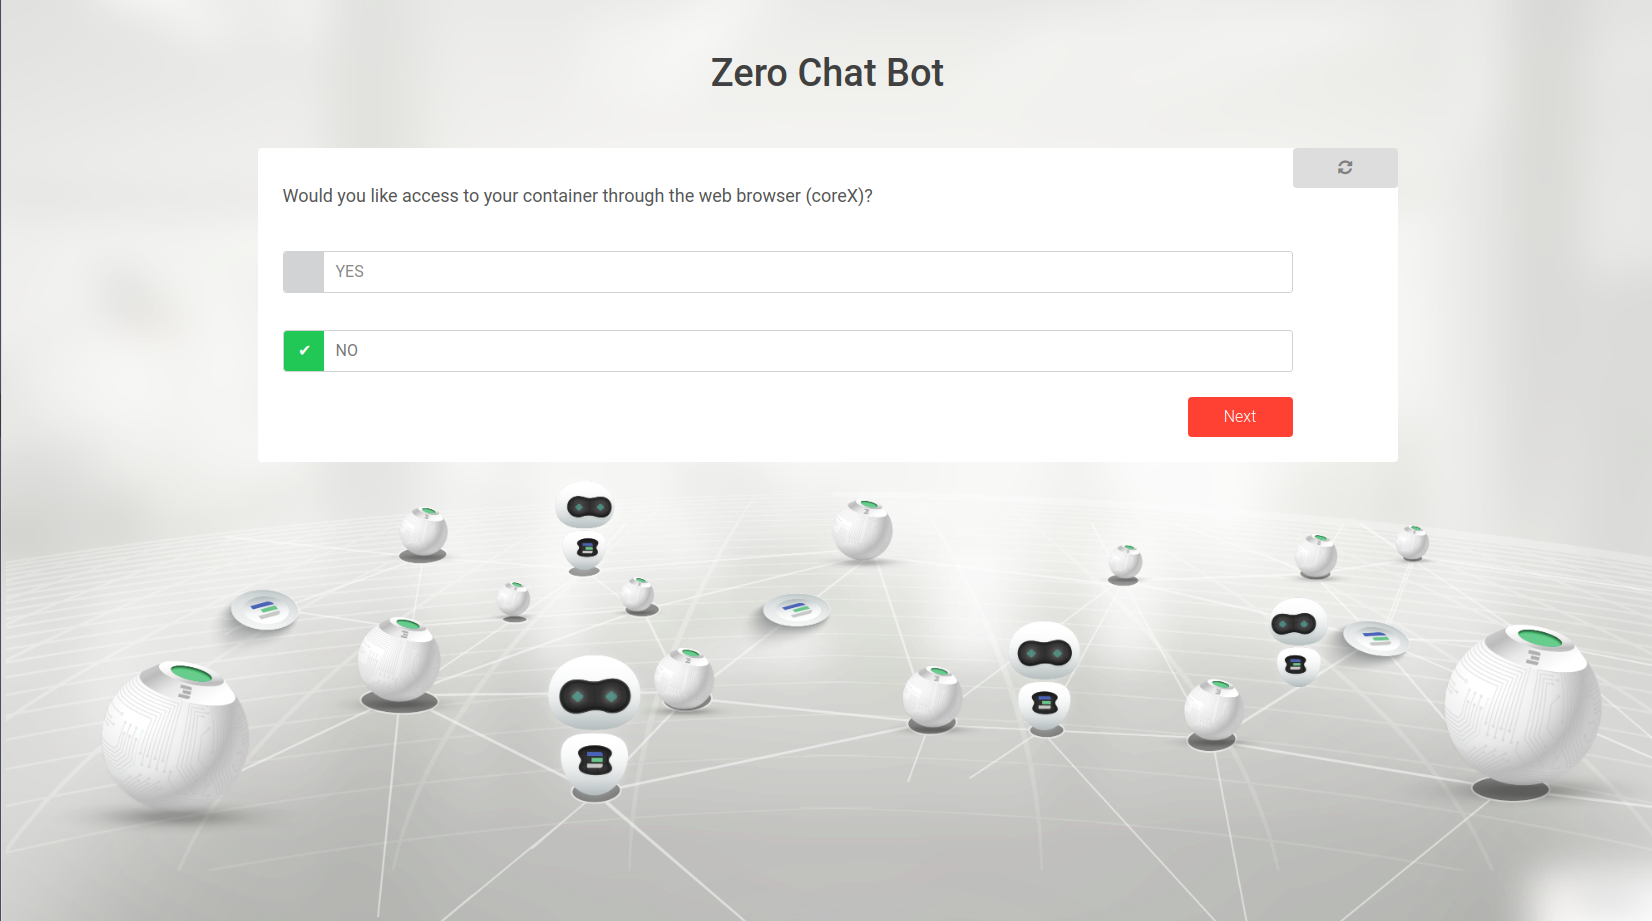 Zero Chat Bot
Would you like access to your container through the web browser (coreX)?
YES
NO
Next